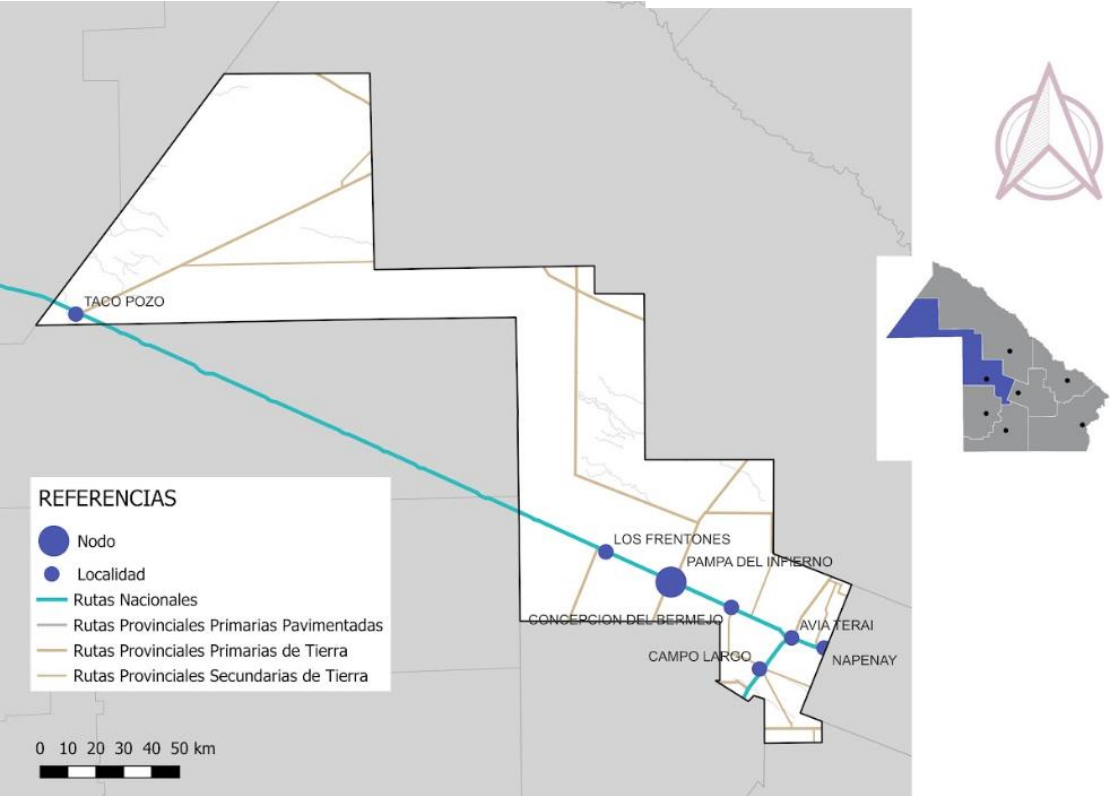 TACO POZO
LOS FRENTONES
PAMPA DEL INFIERNO
CONCEPCION DEL BERMEJO
AVIA TERAI
CAMPO LARGO
NAPENAY
REFERENCIAS
Nodo
Localidad
Rutas Nacionales
Rutas Provinciales Primarias Pavimentadas
Rutas Provinciales Primarias de Tierra
Rutas Provinciales Secundarias de Tierra
0 10 20 30 40 50 km